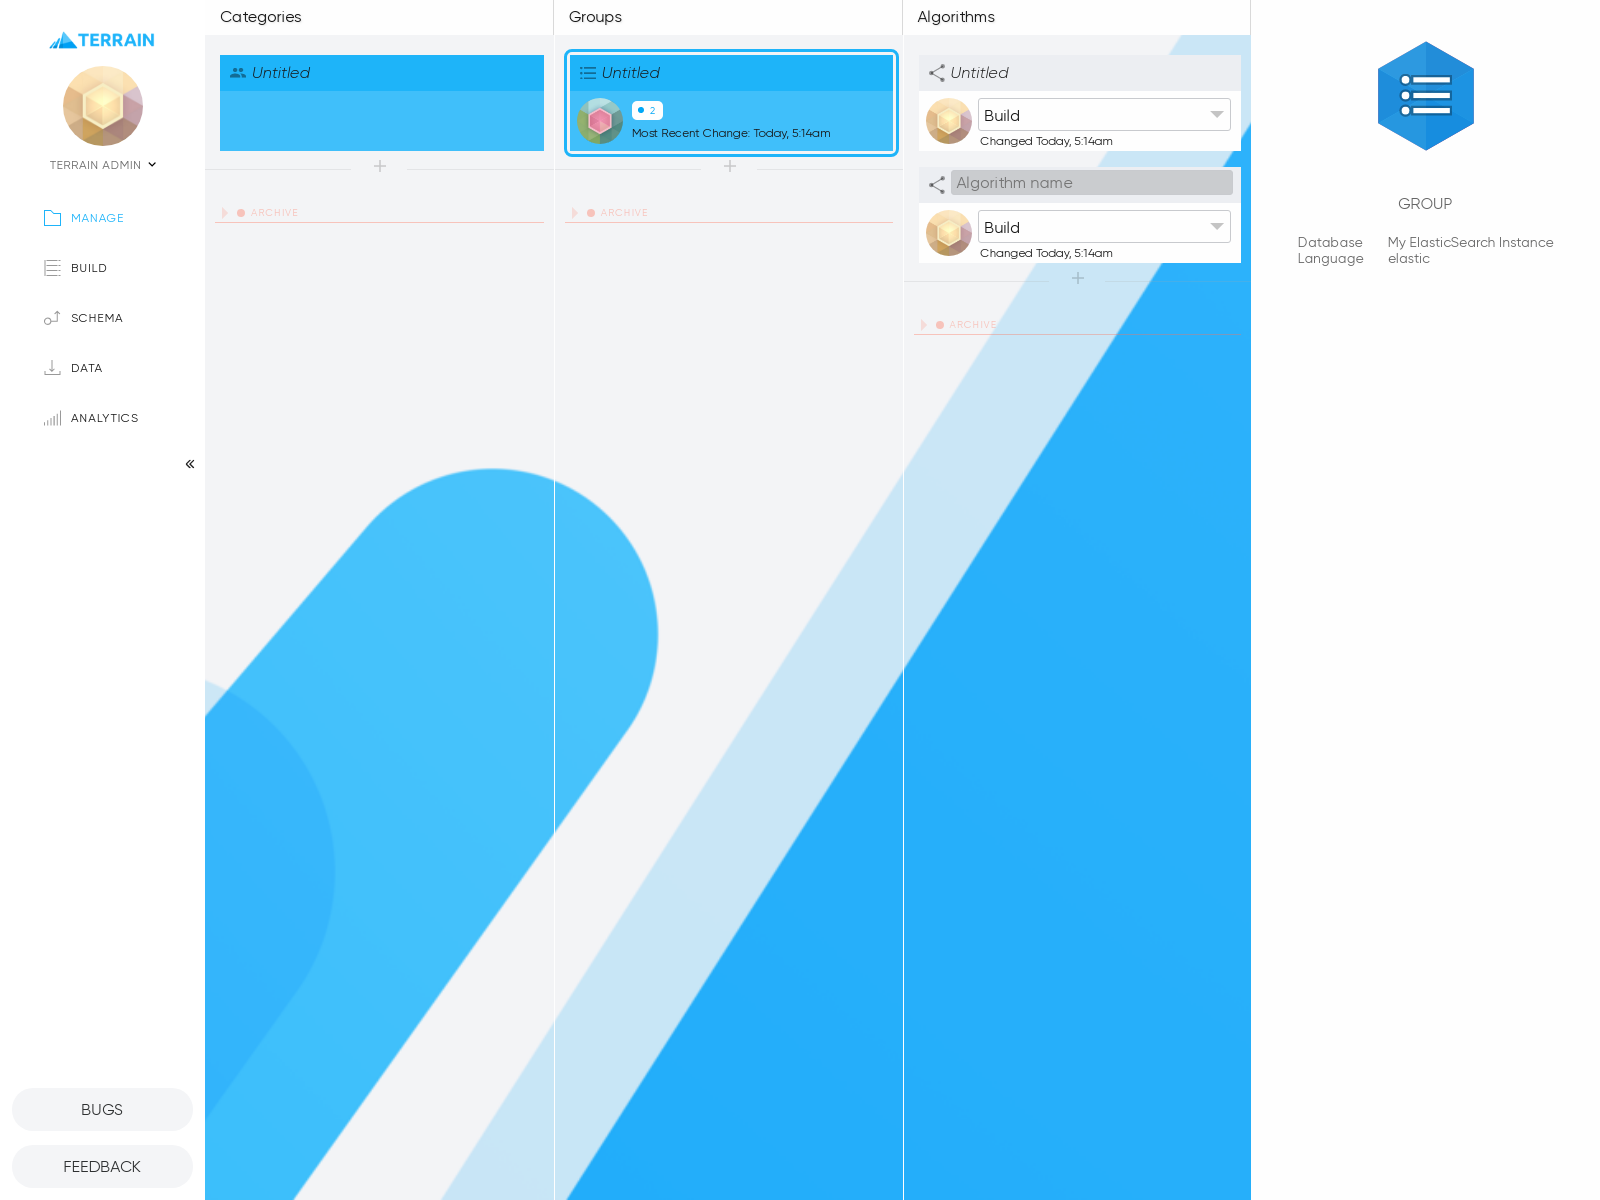 TERRAIN
TERRAIN ADMIN
MANAGE
BUILD
SCHEMA
DATA
ANALYTICS
BUGS
FEEDBACK
Categories
Untitled
ARCHIVE
Groups
Untitled
2
Most Recent Change: Today, 5:14am
ARCHIVE
Algorithms
Untitled
Build
Changed Today, 5:14am
Algorithm name
Build
Changed Today, 5:14am
ARCHIVE
GROUP
Database My ElasticSearch Instance
Language elastic